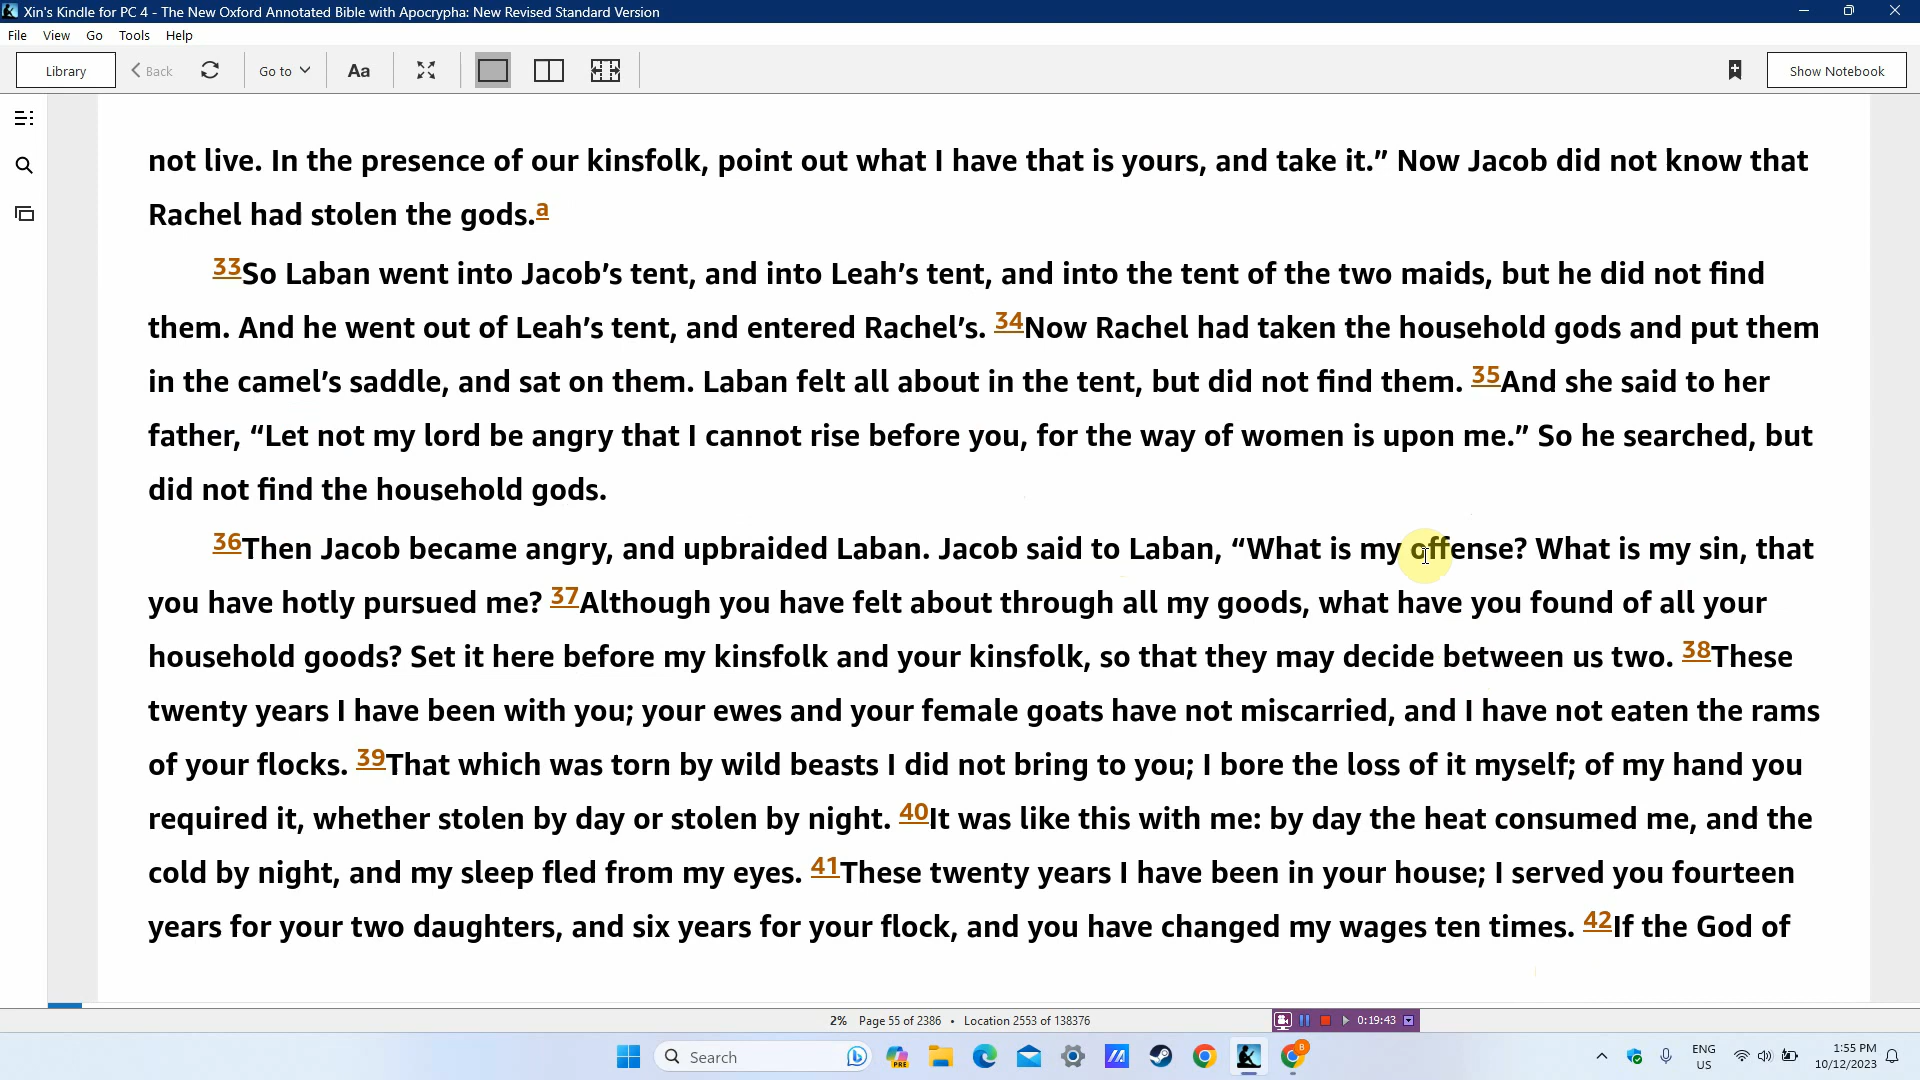 Xin's Kindle for PC 4 - The New Oxford Annotated Bible with Apocrypha: New Revised Standard Version
File View Go Tools Help
Library Back Go to Aa Show Notebook
not live. In the presence of our kinsfolk, point out what I have that is yours, and take it.” Now Jacob did not know that
Rachel had stolen the gods.a
33So Laban went into Jacob’s tent, and into Leah’s tent, and into the tent of the two maids, but he did not find
them. And he went out of Leah’s tent, and entered Rachel’s. 34Now Rachel had taken the household gods and put them
in the camel’s saddle, and sat on them. Laban felt all about in the tent, but did not find them. 35And she said to her
father, “Let not my lord be angry that I cannot rise before you, for the way of women is upon me.” So he searched, but
did not find the household gods.
36Then Jacob became angry, and upbraided Laban. Jacob said to Laban, “What is my offense? What is my sin, that
you have hotly pursued me? 37Although you have felt about through all my goods, what have you found of all your
household goods? Set it here before my kinsfolk and your kinsfolk, so that they may decide between us two. 38These
twenty years I have been with you; your ewes and your female goats have not miscarried, and I have not eaten the rams
of your flocks. 39That which was torn by wild beasts I did not bring to you; I bore the loss of it myself; of my hand you
required it, whether stolen by day or stolen by night. 40It was like this with me: by day the heat consumed me, and the
cold by night, and my sleep fled from my eyes. 41These twenty years I have been in your house; I served you fourteen
years for your two daughters, and six years for your flock, and you have changed my wages ten times. 42If the God of
2% Page 55 of 2386 • Location 2553 of 138376 0:19:43
Search PRE B ENG 1:55 PM
US 10/12/2023